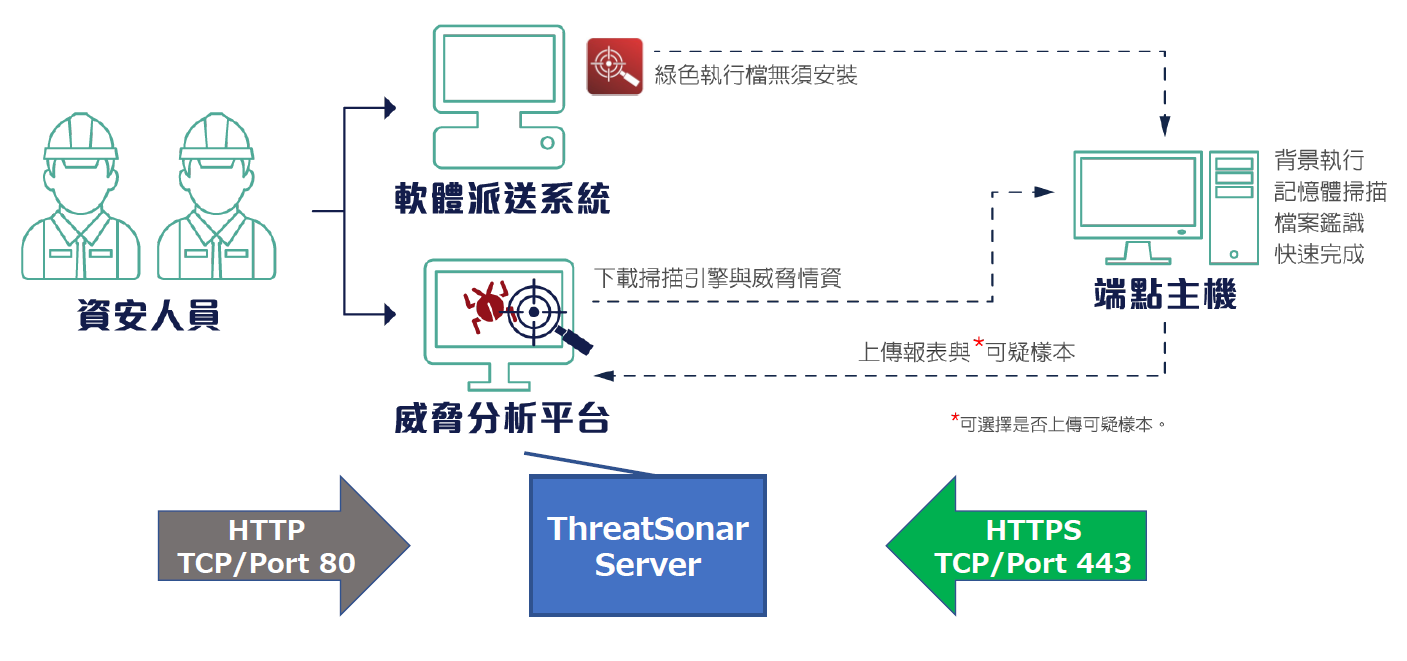 綠色執行檔無須安裝
軟體派送系統
背景執行
記憶體掃描
檔案鑑識
快速完成
端點主機
資安人員
下載掃描引擎與威脅情資
上傳報表與*可疑樣本
威脅分析平台
*可選擇是否上傳可疑樣本。
HTTP
TCP/Port 80
ThreatSonar
Server
HTTPS
TCP/Port 443